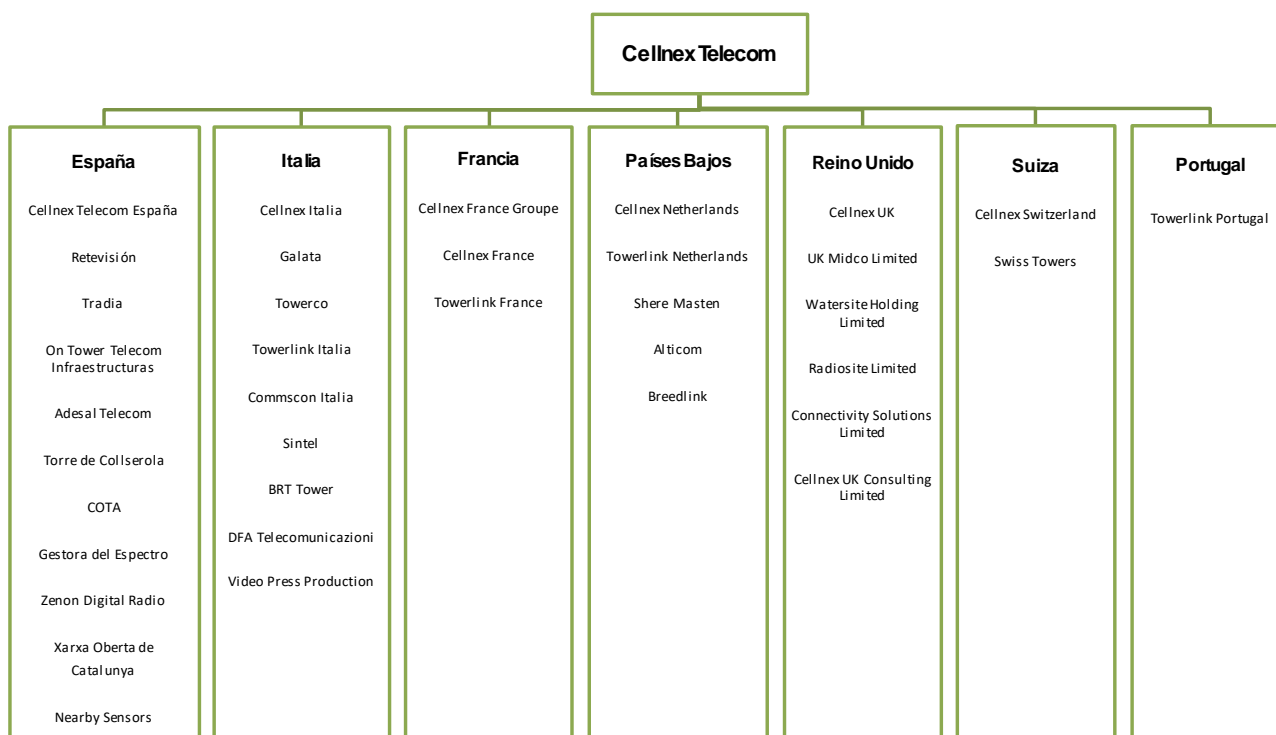 Cellnex Telecom
España
Cellnex Telecom España
Retevisión
Tradia
On Tower Telecom
Infraestructuras
Adesal Telecom
Torre de Collserola
COTA
Gestora del Espectro
Zenon Digital Radio
Xarxa Oberta de
Catalunya
Nearby Sensors
Italia
Cellnex Italia
Galata
Towerco
Towerlink Italia
Commscon Italia
Sintel
BRT Tower
DFA Telecomunicazioni
Video Press Production
Francia
Cellnex France Groupe
Cellnex France
Towerlink France
Países Bajos
Cellnex Netherlands
Towerlink Netherlands
Shere Masten
Alticom
Breedlink
Reino Unido
Cellnex UK
UK Midco Limited
Watersite Holding
Limited
Radiosite Limited
Connectivity Solutions
Limited
Cellnex UK Consulting
Limited
Suiza
Cellnex Switzerland
Swiss Towers
Portugal
Towerlink Portugal